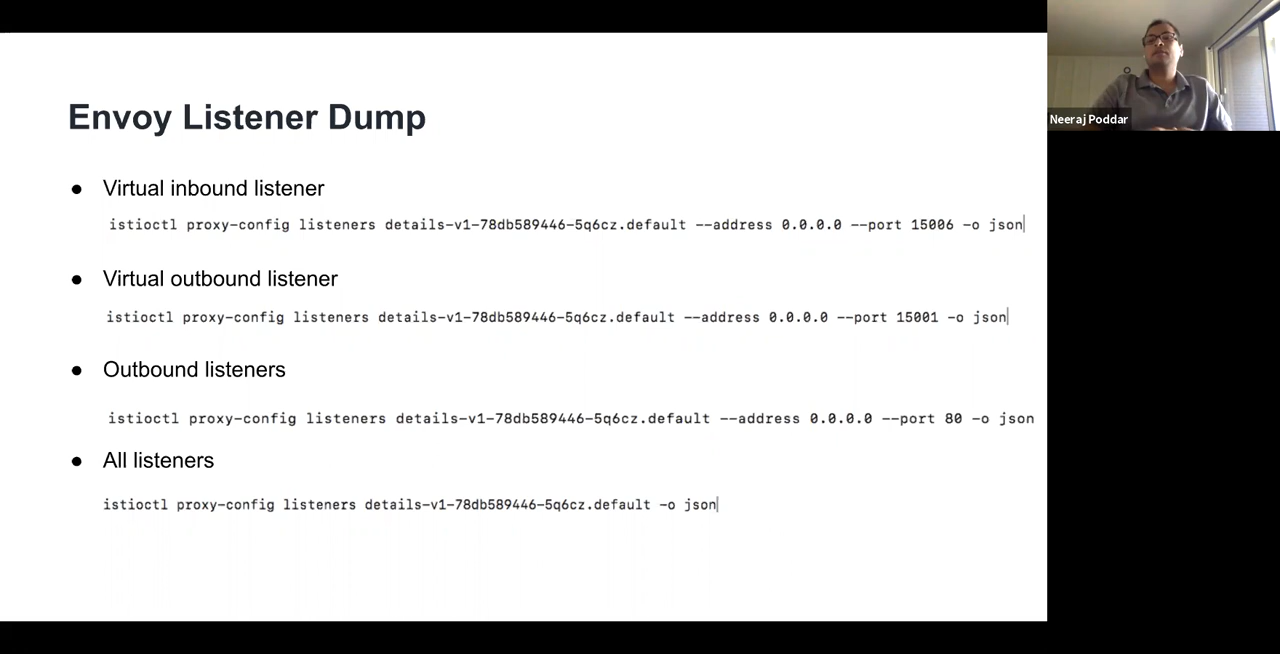 Envoy Listener Dump
● Virtual inbound listener
istioctl proxy-config listeners details-v1-78db589446-5q6cz.default --address 0.0.0.0 --port 15006 -o json
● Virtual outbound listener
istioctl proxy-config listeners details-v1-78db589446-5q6cz.default --address 0.0.0.0 --port 15001 -o json
● Outbound listeners
istioctl proxy-config listeners details-v1-78db589446-5q6cz.default --address 0.0.0.0 --port 80 -o json
● All listeners
istioctl proxy-config listeners details-v1-78db589446-5q6cz.default -o json
Neeraj Poddar